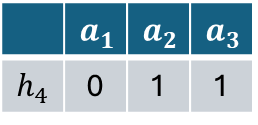 a₁ a₂ a₃
h₄ 0 1 1